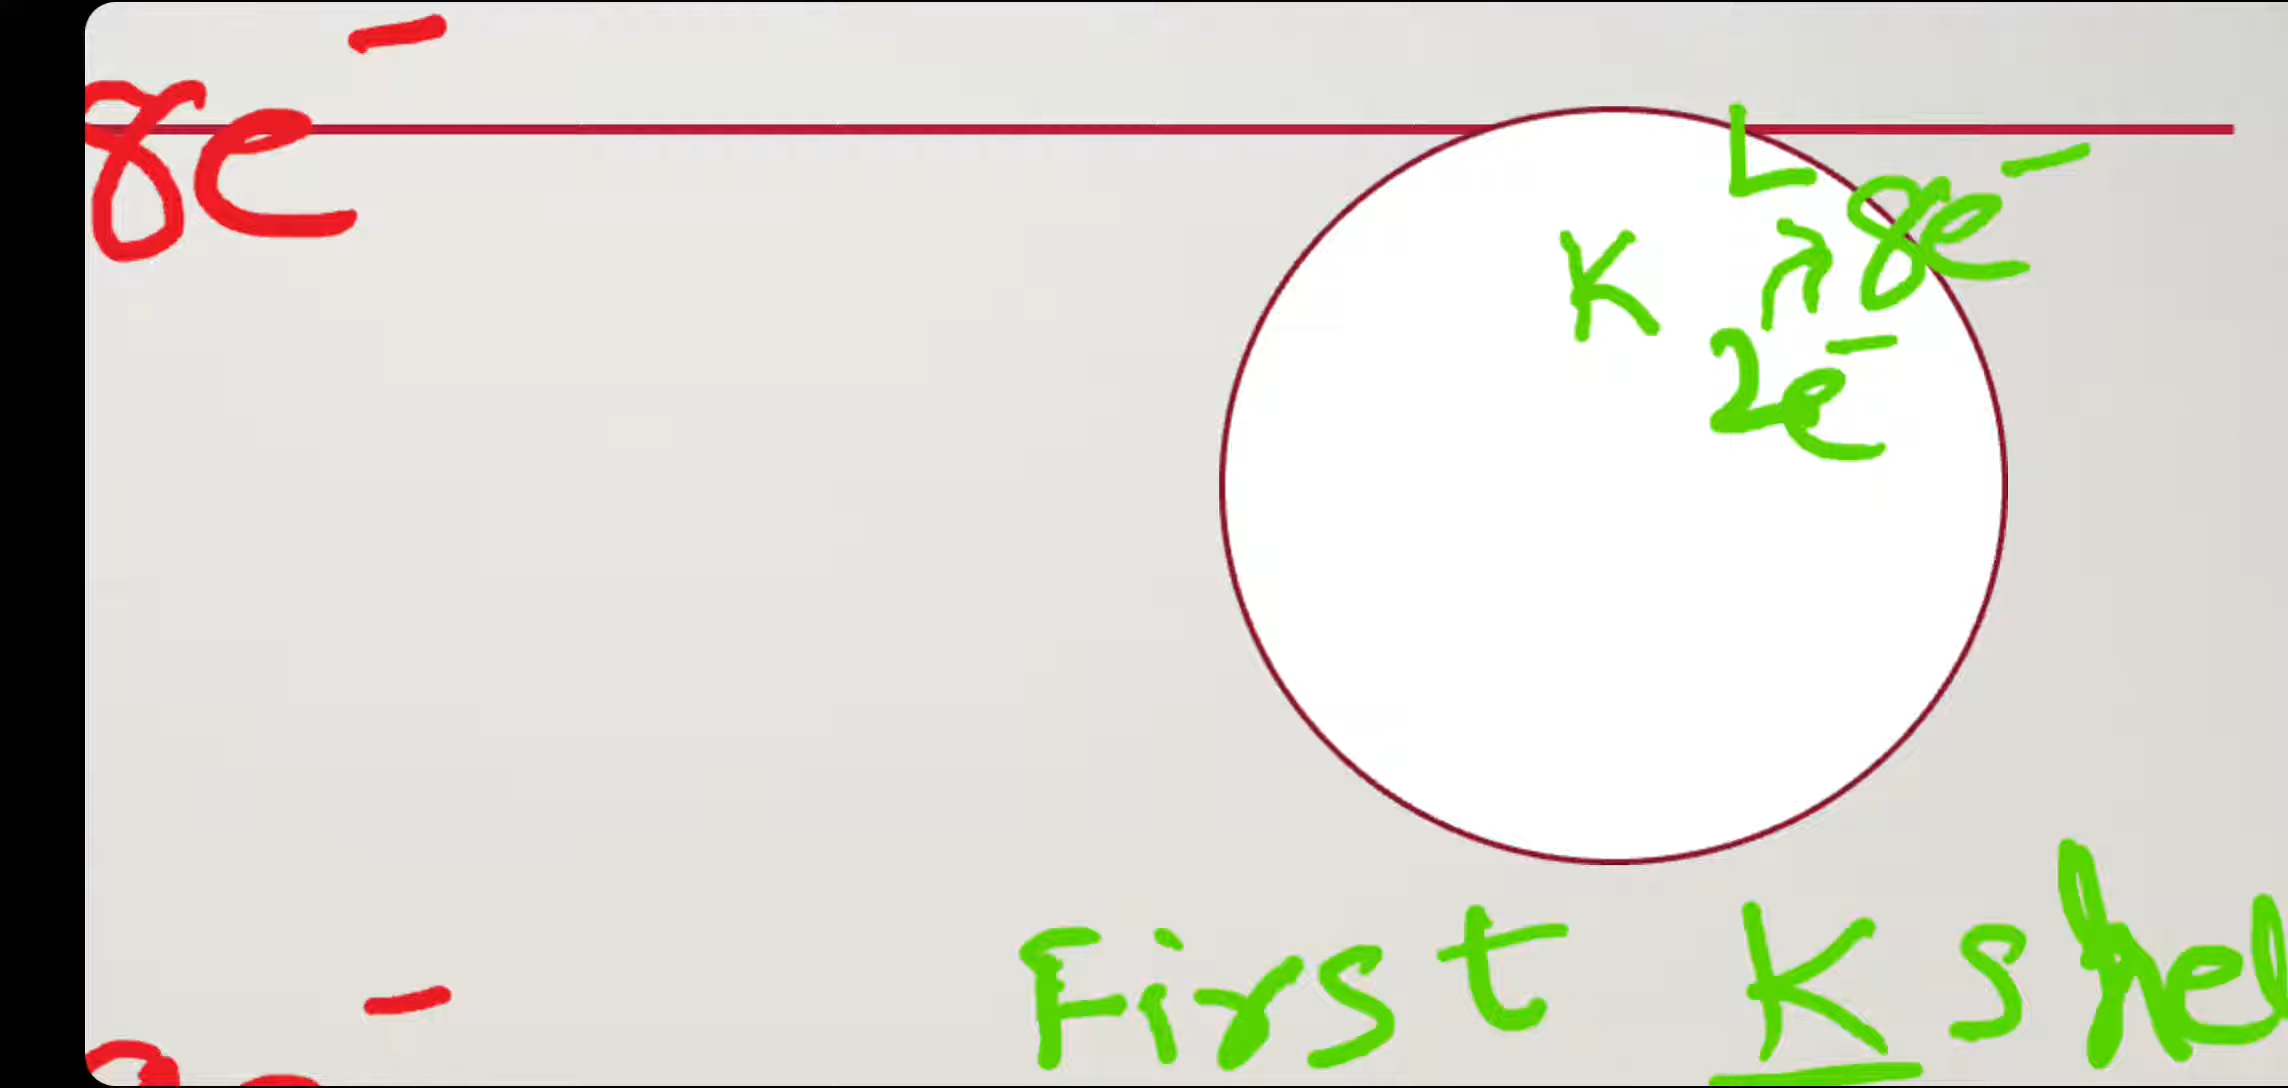 8e⁻
L
8e⁻
K
2e⁻
First K shel